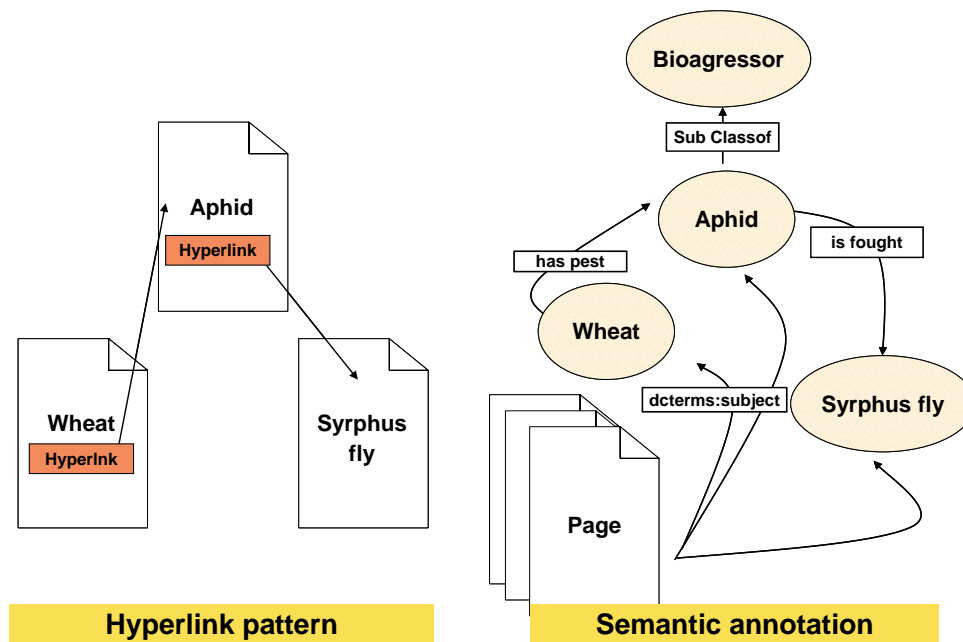 Aphid
Hyperlink
Wheat
Hyperlnk
Syrphus
fly
Hyperlink pattern
Bioagressor
Sub Classof
Aphid
is fought
has pest
Wheat
dcterms:subject
Syrphus fly
Page
Semantic annotation